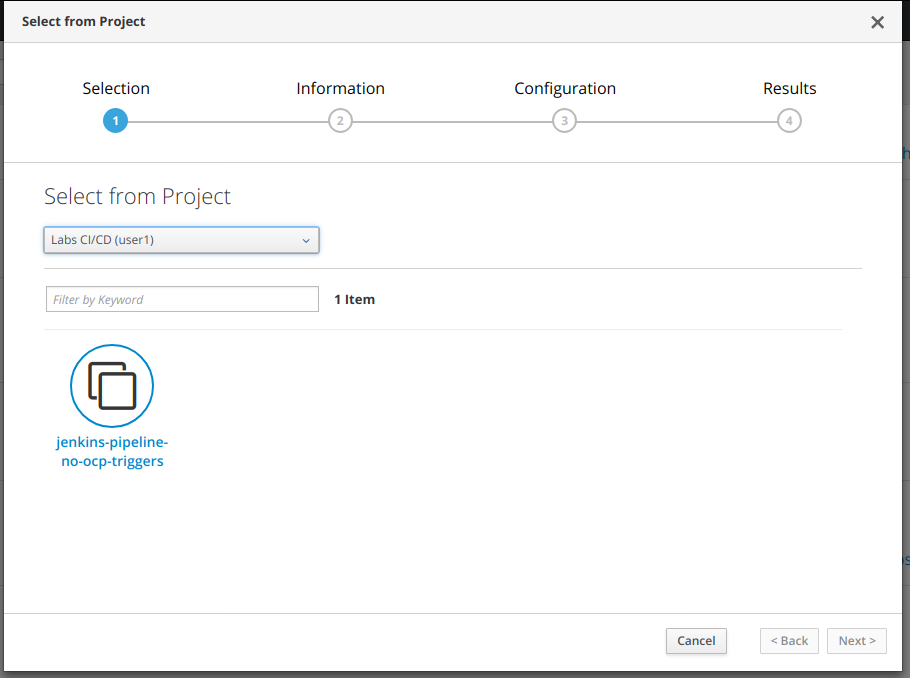 Select from Project
Selection
Information
Configuration
Results
1
2
3
4
Select from Project
Labs CI/CD (user1)
Filter by Keyword
1 Item
jenkins-pipeline-
no-ocp-triggers
Cancel
< Back
Next >